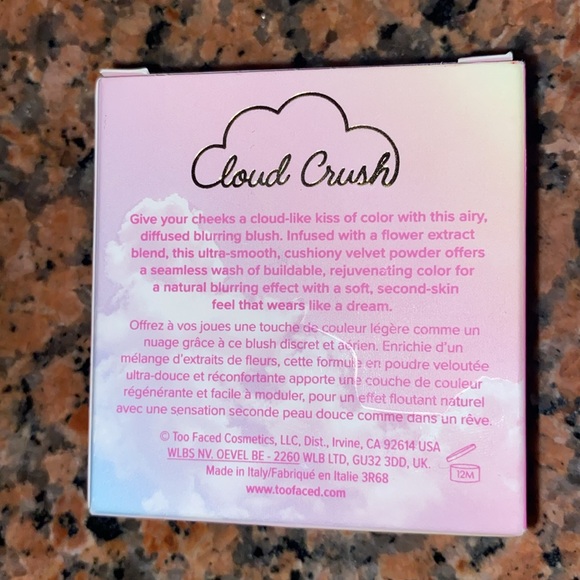 Cloud Crush
Give your cheeks a cloud-like kiss of color with this airy,
diffused blurring blush. Infused with a flower extract
blend, this ultra-smooth, cushiony velvet powder offers
a seamless wash of buildable, rejuvenating color for
a natural blurring effect with a soft, second-skin
feel that wears like a dream.
Offrez à vos joues une touche de couleur légère comme un
nuage grâce à ce blush discret et aérien. Enrichie d'un
mélange d'extraits de fleurs, cette formule en poudre veloutée
ultra-douce et réconfortante apporte une couche de couleur
régénérante et facile à moduler, pour un effet floutant naturel
avec une sensation seconde peau douce comme dans un rêve.
© Too Faced Cosmetics, LLC, Dist., Irvine, CA 92614 USA
WLBS NV. OEVEL BE - 2260 WLB LTD, GU32 3DD, UK.
Made in Italy/Fabriqué en Italie 3R68
www.toofaced.com
12M